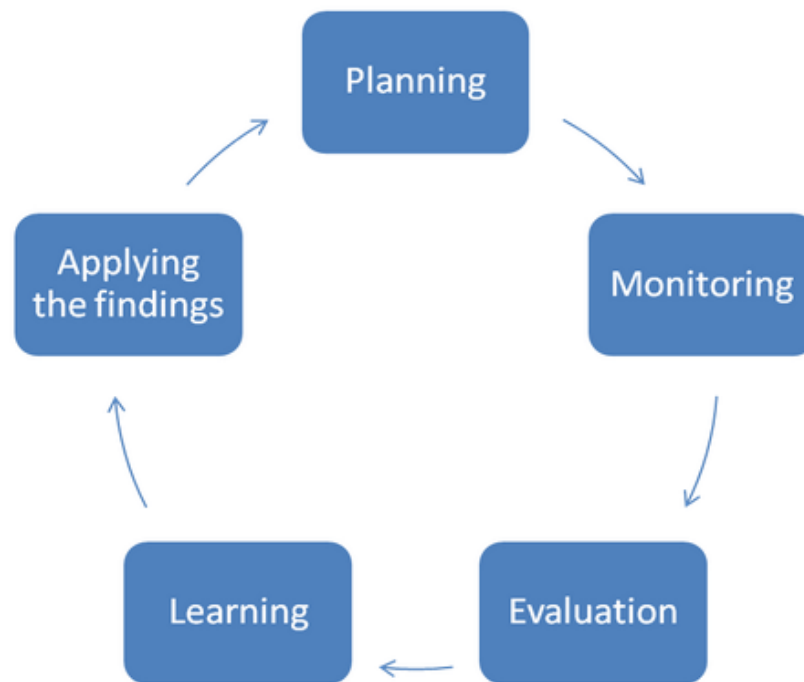 Planning
Monitoring
Evaluation
Learning
Applying
the findings